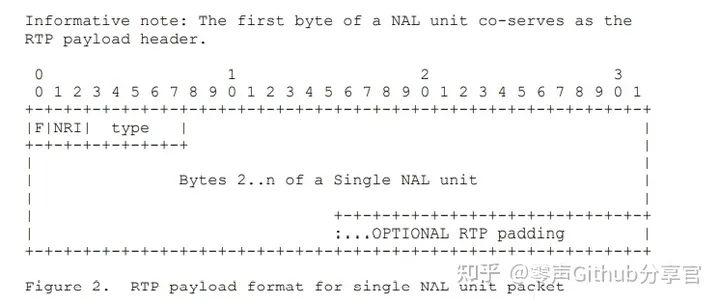 Informative note: The first byte of a NAL unit co-serves as the
RTP payload header.
0                   1                   2                   3
0 1 2 3 4 5 6 7 8 9 0 1 2 3 4 5 6 7 8 9 0 1 2 3 4 5 6 7 8 9 0 1
+-+-+-+-+-+-+-+-+-+-+-+-+-+-+-+-+-+-+-+-+-+-+-+-+-+-+-+-+-+-+-+-+
|F|NRI|  type   |                                               |
+-+-+-+-+-+-+-+-+                                               |
|                                                               |
|               Bytes 2..n of a Single NAL unit                 |
|                                                               |
|                               +-+-+-+-+-+-+-+-+-+-+-+-+-+-+-+-+
|                               :...OPTIONAL RTP padding        |
+-+-+-+-+-+-+-+-+-+-+-+-+-+-+-+-+-+-+-+-+-+-+-+-+-+-+-+-+-+-+-+-+
Figure 2.  RTP payload format for single NAL unit packet
知乎 @零声Github分享官